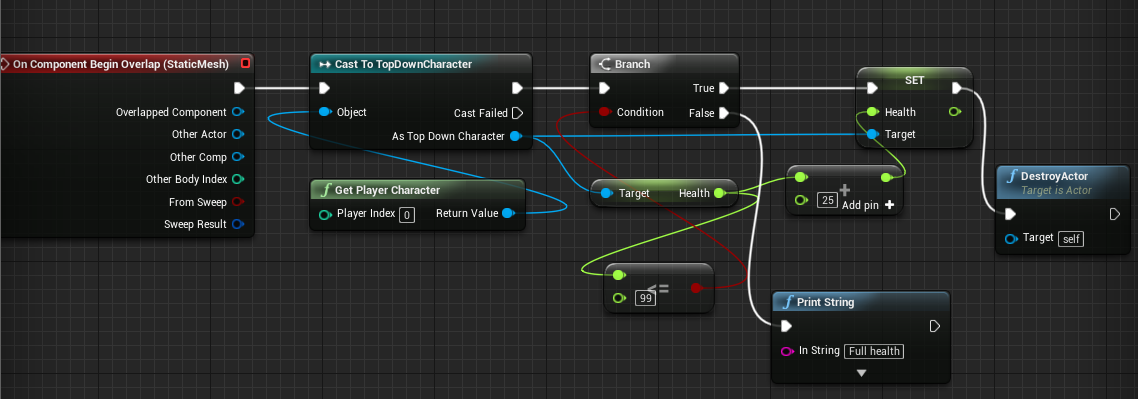 On Component Begin Overlap (StaticMesh)
Overlapped Component
Other Actor
Other Comp
Other Body Index
From Sweep
Sweep Result
Cast To TopDownCharacter
Object
Cast Failed
As Top Down Character
Get Player Character
Player Index 0
Return Value
Branch
True
Condition
False
Target
Health
<=
99
SET
Health
Target
+
25
Add pin +
DestroyActor
Target is Actor
Target self
Print String
In String Full health